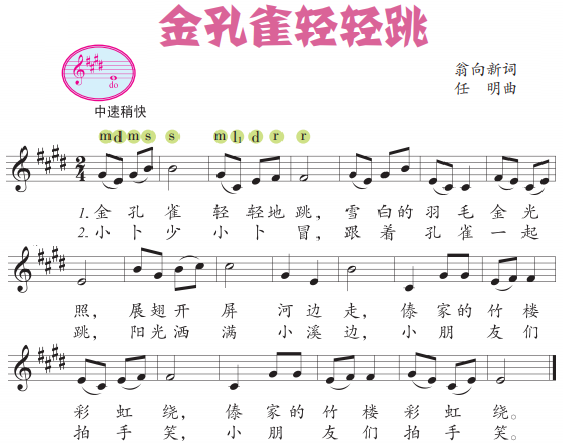 金孔雀轻轻跳
翁向新词
任 明曲
do
中速稍快
m d m s s m l₁ d r r
2/4
1. 金 孔 雀 轻 轻地 跳， 雪 白的 羽 毛 金 光
2. 小 卜 少 小 卜 冒， 跟 着 孔 雀 一 起
照， 展翅开 屏 河 边 走， 傣 家的 竹 楼
跳， 阳光洒 满 小 溪 边， 小 朋 友 们
彩 虹 绕， 傣 家 的 竹 楼 彩 虹 绕。
拍 手 笑， 小 朋 友 们 拍 手 笑。